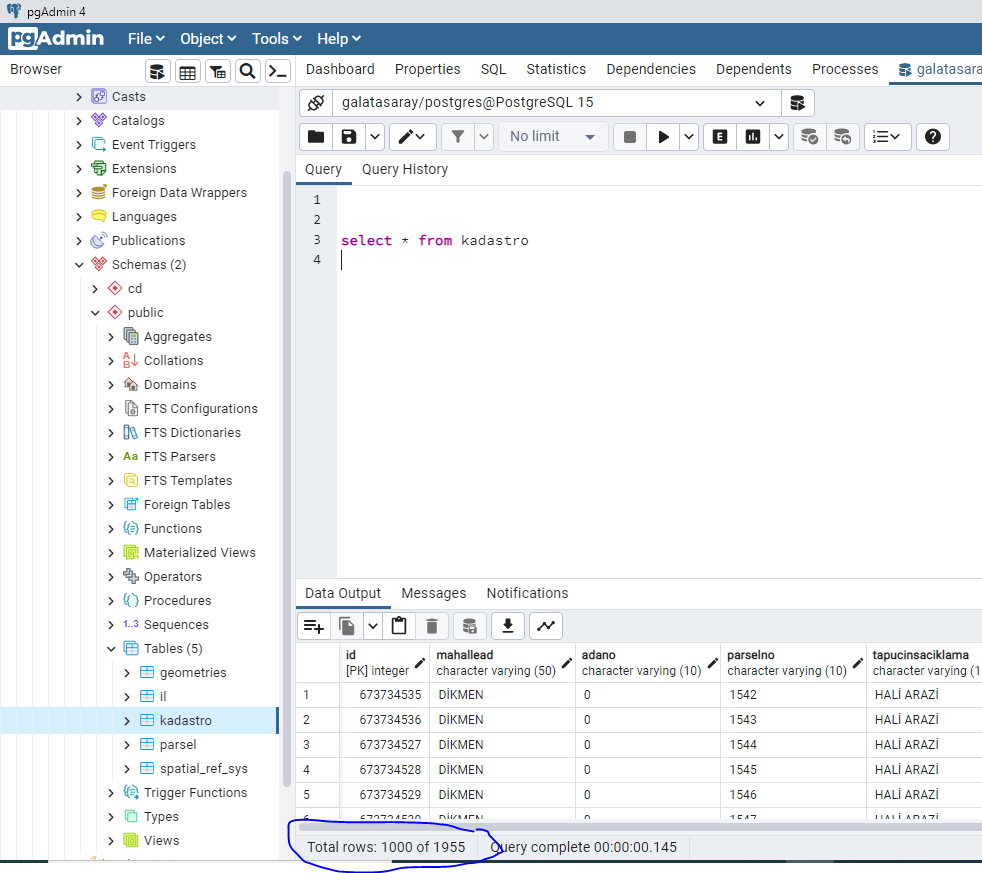 pgAdmin 4
pgAdmin File Object Tools Help
Browser
Dashboard Properties SQL Statistics Dependencies Dependents Processes galatasara
Casts
Catalogs
Event Triggers
Extensions
Foreign Data Wrappers
Languages
Publications
Schemas (2)
cd
public
Aggregates
Collations
Domains
FTS Configurations
FTS Dictionaries
Aa FTS Parsers
FTS Templates
Foreign Tables
Functions
Materialized Views
Operators
Procedures
1..3 Sequences
Tables (5)
geometries
il
kadastro
parsel
spatial_ref_sys
Trigger Functions
Types
Views
galatasaray/postgres@PostgreSQL 15
No limit E
Query Query History
1
2
3 select * from kadastro
4
Data Output Messages Notifications
id mahallead adano parselno tapucinsaciklama
[PK] integer character varying (50) character varying (10) character varying (10) character varying (1
1 673734535 DİKMEN 0 1542 HALİ ARAZİ
2 673734536 DİKMEN 0 1543 HALİ ARAZİ
3 673734527 DİKMEN 0 1544 HALİ ARAZİ
4 673734528 DİKMEN 0 1545 HALİ ARAZİ
5 673734529 DİKMEN 0 1546 HALİ ARAZİ
6 673734530 DİKMEN 0 1547 HALİ ARAZİ
Total rows: 1000 of 1955 Query complete 00:00:00.145